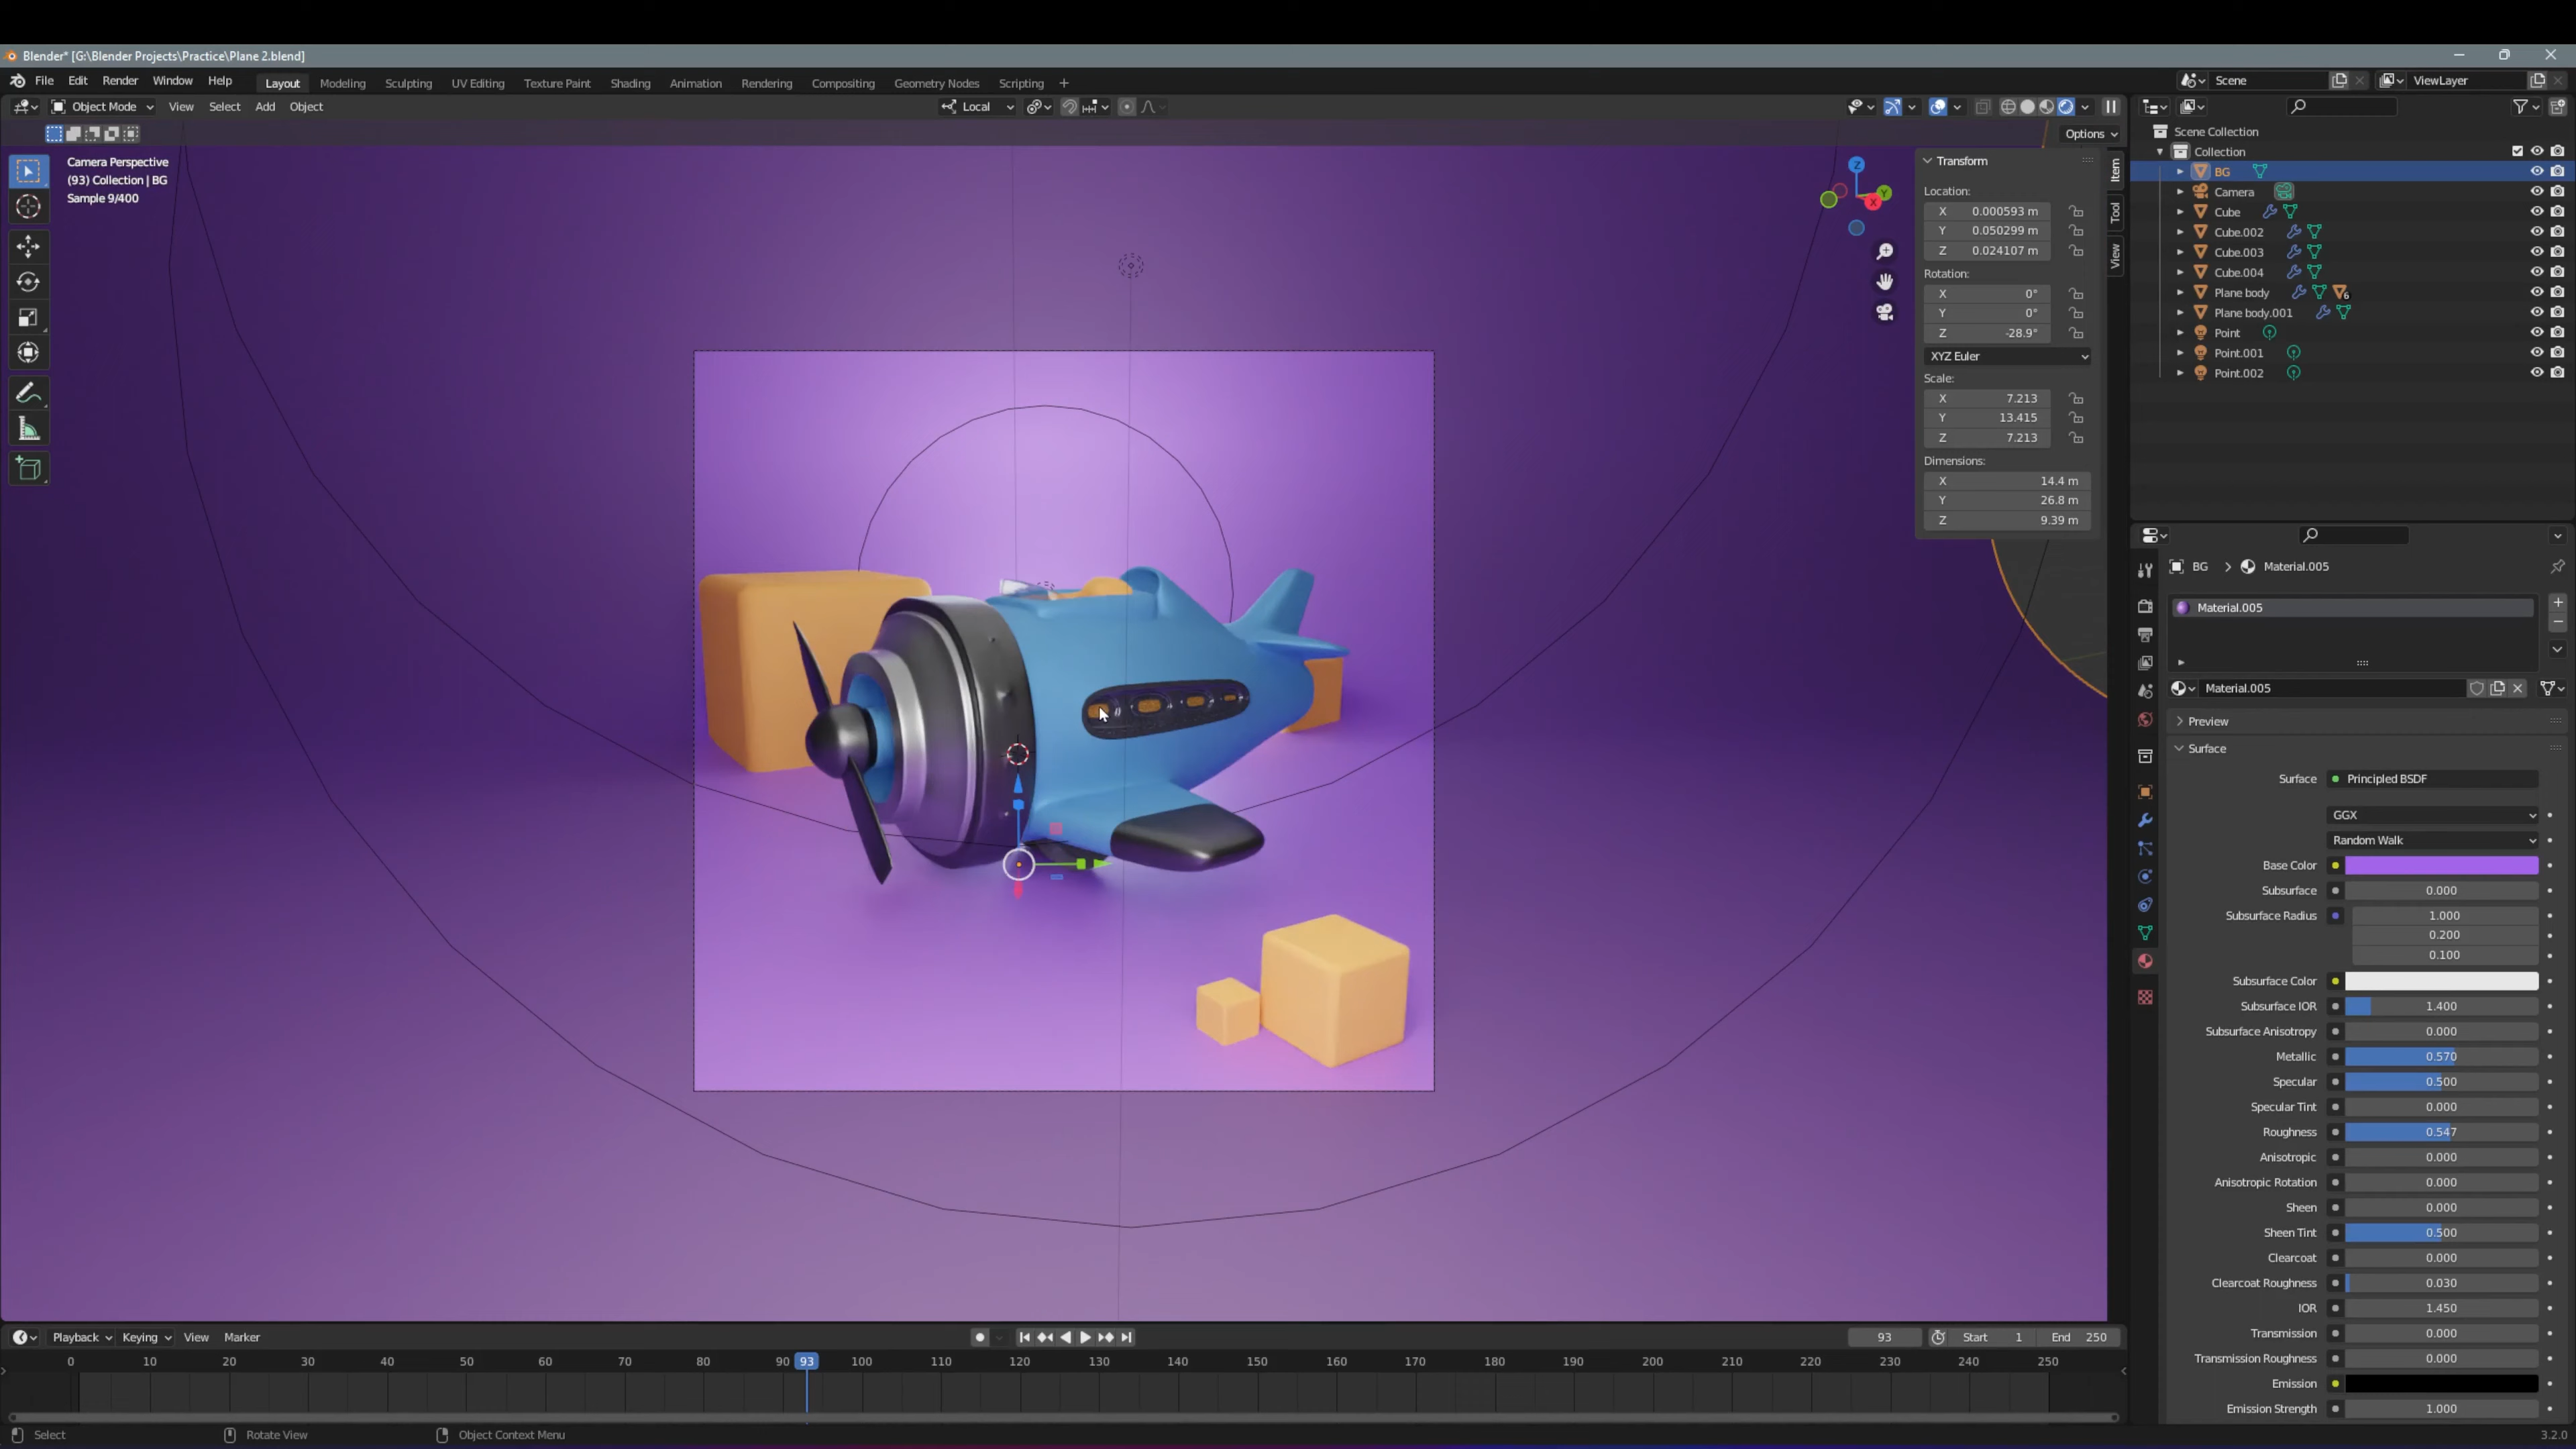 Blender* [G:\Blender Projects\Practice\Plane 2.blend]
File Edit Render Window Help Layout Modeling Sculpting UV Editing Texture Paint Shading Animation Rendering Compositing Geometry Nodes Scripting + Scene ViewLayer
Object Mode View Select Add Object Local
Options
Camera Perspective
(93) Collection | BG
Sample 9/400
Transform
Location:
X 0.000593 m
Y 0.050299 m
Z 0.024107 m
Rotation:
X 0°
Y 0°
Z -28.9°
XYZ Euler
Scale:
X 7.213
Y 13.415
Z 7.213
Dimensions:
X 14.4 m
Y 26.8 m
Z 9.39 m
Item
Tool
View
Z
Y
X
Scene Collection
Collection
BG
Camera
Cube
Cube.002
Cube.003
Cube.004
Plane body 6
Plane body.001
Point
Point.001
Point.002
BG > Material.005
Material.005
Material.005
Preview
Surface
Surface Principled BSDF
GGX
Random Walk
Base Color
Subsurface 0.000
Subsurface Radius 1.000
0.200
0.100
Subsurface Color
Subsurface IOR 1.400
Subsurface Anisotropy 0.000
Metallic 0.570
Specular 0.500
Specular Tint 0.000
Roughness 0.547
Anisotropic 0.000
Anisotropic Rotation 0.000
Sheen 0.000
Sheen Tint 0.500
Clearcoat 0.000
Clearcoat Roughness 0.030
IOR 1.450
Transmission 0.000
Transmission Roughness 0.000
Emission
Emission Strength 1.000
Playback Keying View Marker 93 Start 1 End 250
0 10 20 30 40 50 60 70 80 90 93 100 110 120 130 140 150 160 170 180 190 200 210 220 230 240 250
Select Rotate View Object Context Menu 3.2.0